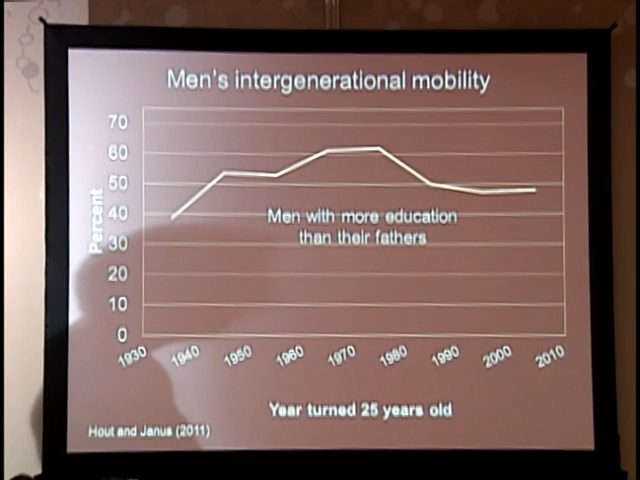 Men's intergenerational mobility
70
60
50
40
30
20
10
0
Percent
Men with more education
than their fathers
1930
1940
1950
1960
1970
1980
1990
2000
2010
Year turned 25 years old
Hout and Janus (2011)